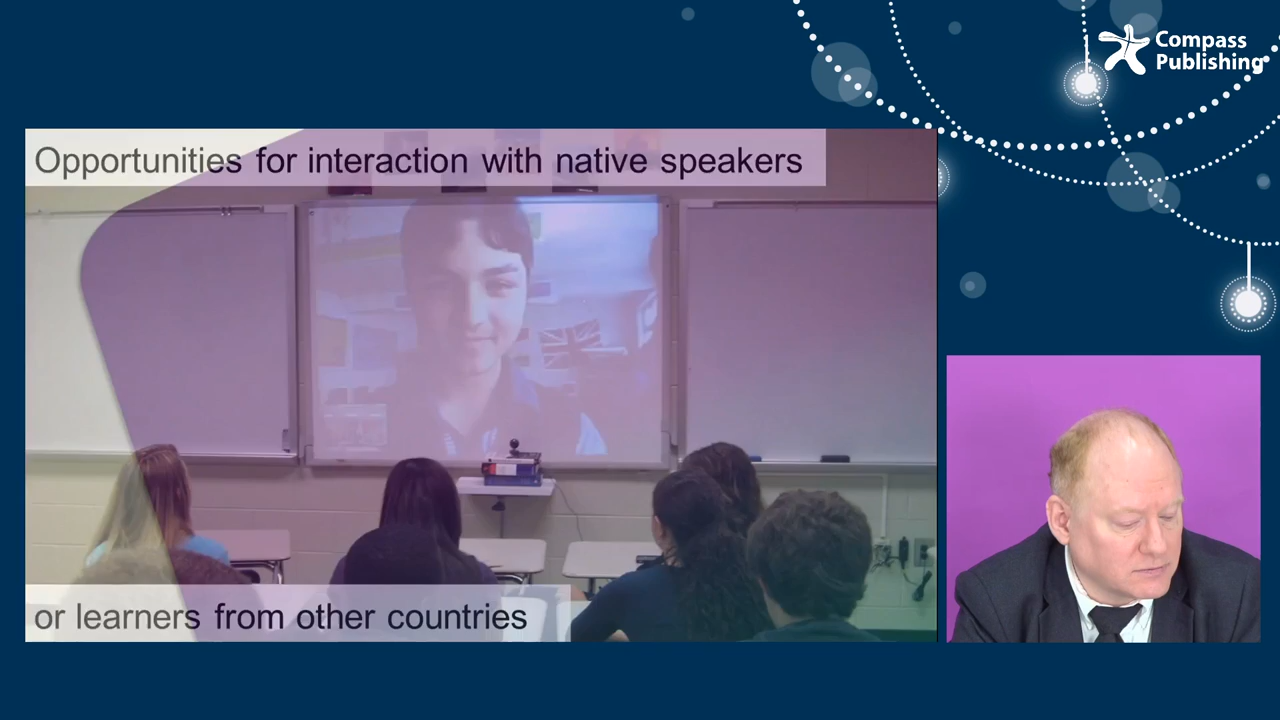 Compass
Publishing
Opportunities for interaction with native speakers
or learners from other countries